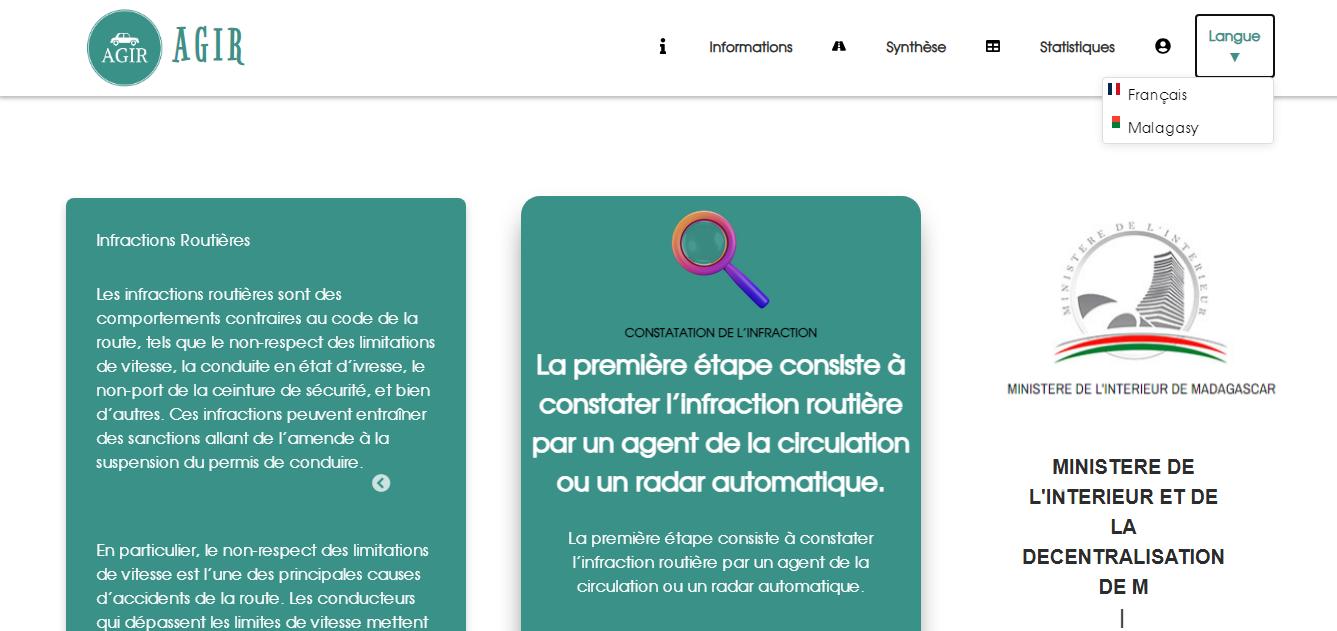 AGIR
AGIR
Informations
Synthèse
Statistiques
Langue
▼
Français
Malagasy
Infractions Routières
Les infractions routières sont des
comportements contraires au code de la
route, tels que le non-respect des limitations
de vitesse, la conduite en état d’ivresse, le
non-port de la ceinture de sécurité, et bien
d’autres. Ces infractions peuvent entraîner
des sanctions allant de l’amende à la
suspension du permis de conduire.
En particulier, le non-respect des limitations
de vitesse est l’une des principales causes
d’accidents de la route. Les conducteurs
qui dépassent les limites de vitesse mettent
CONSTATATION DE L’INFRACTION
La première étape consiste à
constater l’infraction routière
par un agent de la circulation
ou un radar automatique.
La première étape consiste à constater
l’infraction routière par un agent de la
circulation ou un radar automatique.
MINISTERE DE L'INTERIEUR
MINISTERE DE L'INTERIEUR DE MADAGASCAR
MINISTERE DE
L'INTERIEUR ET DE
LA
DECENTRALISATION
DE M
|